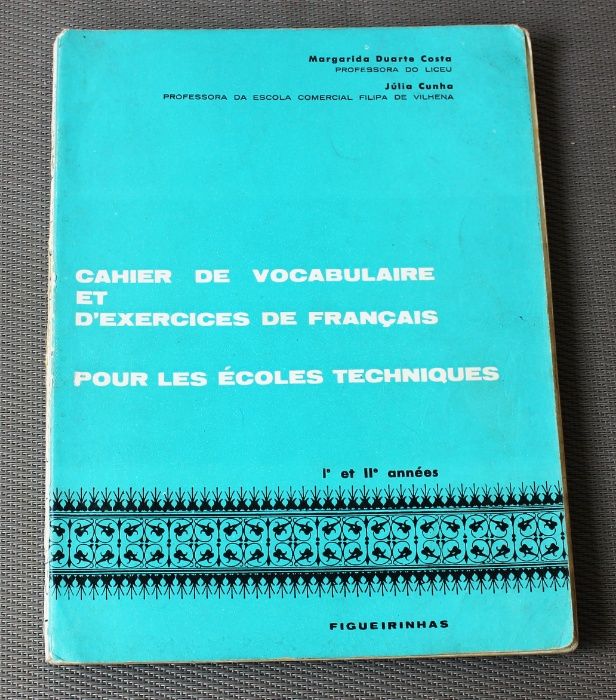 Margarida Duarte Costa
PROFESSORA DO LICEU
Júlia Cunha
PROFESSORA DA ESCOLA COMERCIAL FILIPA DE VILHENA
CAHIER DE VOCABULAIRE
ET
D'EXERCICES DE FRANÇAIS
POUR LES ÉCOLES TECHNIQUES
Ie et IIe années
FIGUEIRINHAS